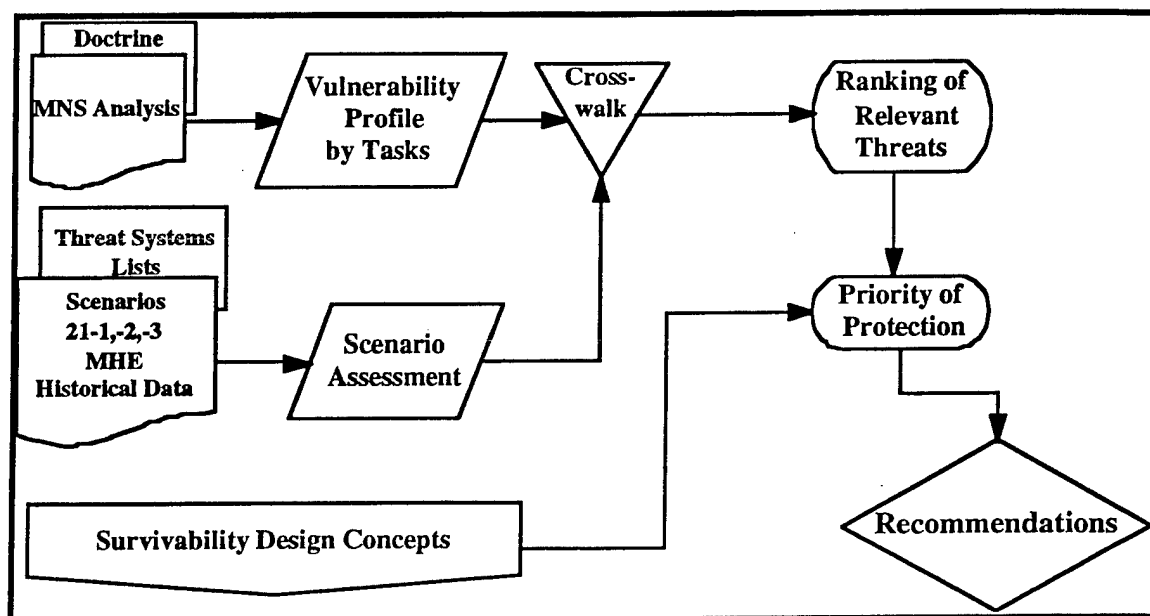 Doctrine
MNS Analysis
Vulnerability
Profile
by Tasks
Cross-
walk
Ranking of
Relevant
Threats
Threat Systems
Lists
Scenarios
21-1,-2,-3
MHE
Historical Data
Scenario
Assessment
Priority of
Protection
Survivability Design Concepts
Recommendations